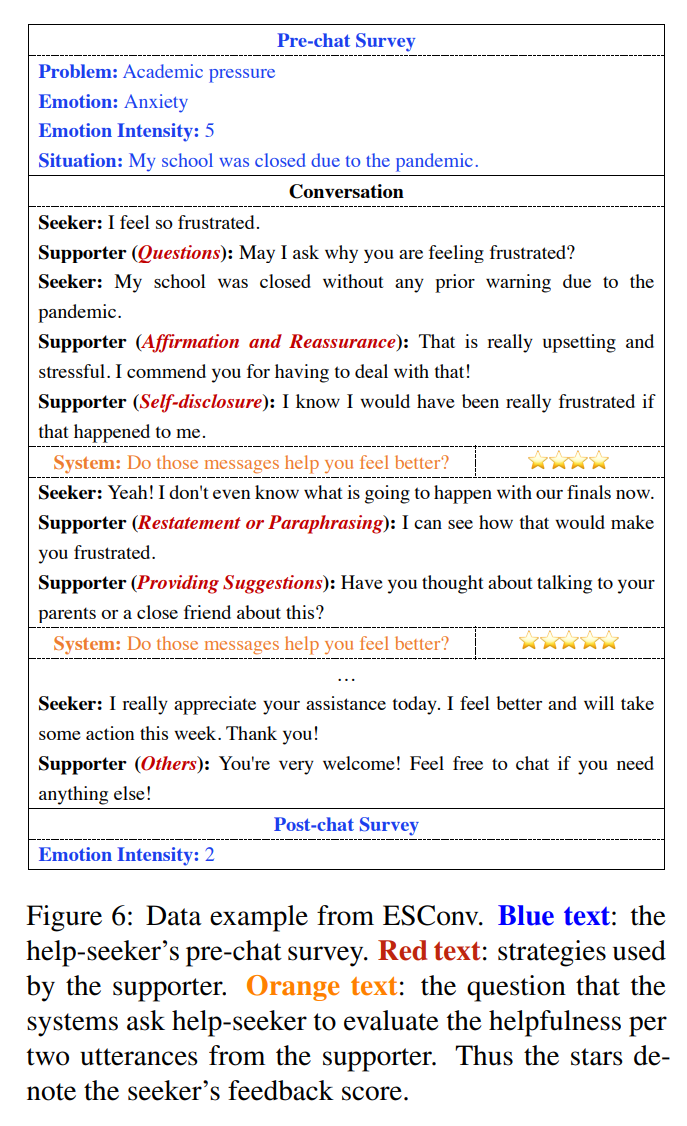 Pre-chat Survey
Problem: Academic pressure
Emotion: Anxiety
Emotion Intensity: 5
Situation: My school was closed due to the pandemic.
Conversation
Seeker: I feel so frustrated.
Supporter (Questions): May I ask why you are feeling frustrated?
Seeker: My school was closed without any prior warning due to the
pandemic.
Supporter (Affirmation and Reassurance): That is really upsetting and
stressful. I commend you for having to deal with that!
Supporter (Self-disclosure): I know I would have been really frustrated if
that happened to me.
System: Do those messages help you feel better?
Seeker: Yeah! I don't even know what is going to happen with our finals now.
Supporter (Restatement or Paraphrasing): I can see how that would make
you frustrated.
Supporter (Providing Suggestions): Have you thought about talking to your
parents or a close friend about this?
System: Do those messages help you feel better?
…
Seeker: I really appreciate your assistance today. I feel better and will take
some action this week. Thank you!
Supporter (Others): You're very welcome! Feel free to chat if you need
anything else!
Post-chat Survey
Emotion Intensity: 2
Figure 6: Data example from ESConv. Blue text: the
help-seeker's pre-chat survey. Red text: strategies used
by the supporter. Orange text: the question that the
systems ask help-seeker to evaluate the helpfulness per
two utterances from the supporter. Thus the stars de-
note the seeker's feedback score.